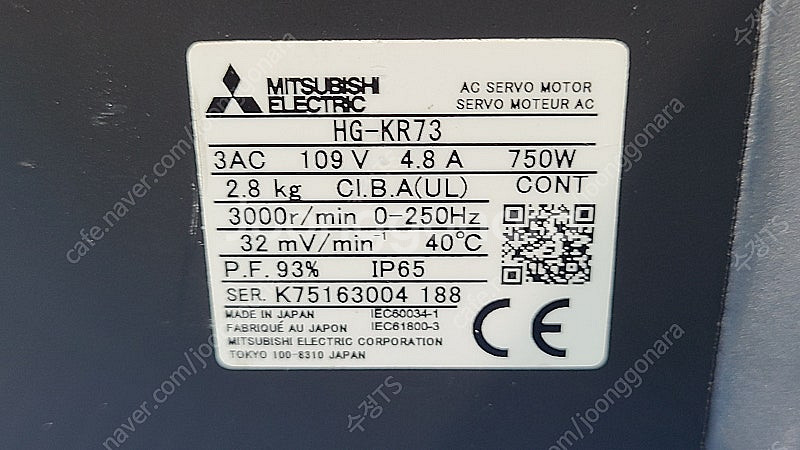 MITSUBISHI
ELECTRIC
AC SERVO MOTOR
SERVO MOTEUR AC
HG-KR73
3AC 109 V 4.8 A 750W
2.8 kg Cl.B.A(UL) CONT
3000r/min 0-250Hz
32 mV/min⁻¹ 40℃
P.F. 93% IP65
SER. K75163004 188
MADE IN JAPAN IEC60034-1
FABRIQUÉ AU JAPON IEC61800-3
MITSUBISHI ELECTRIC CORPORATION
TOKYO 100-8310 JAPAN
CE
cafe.naver.com/joonggonara
수정TS